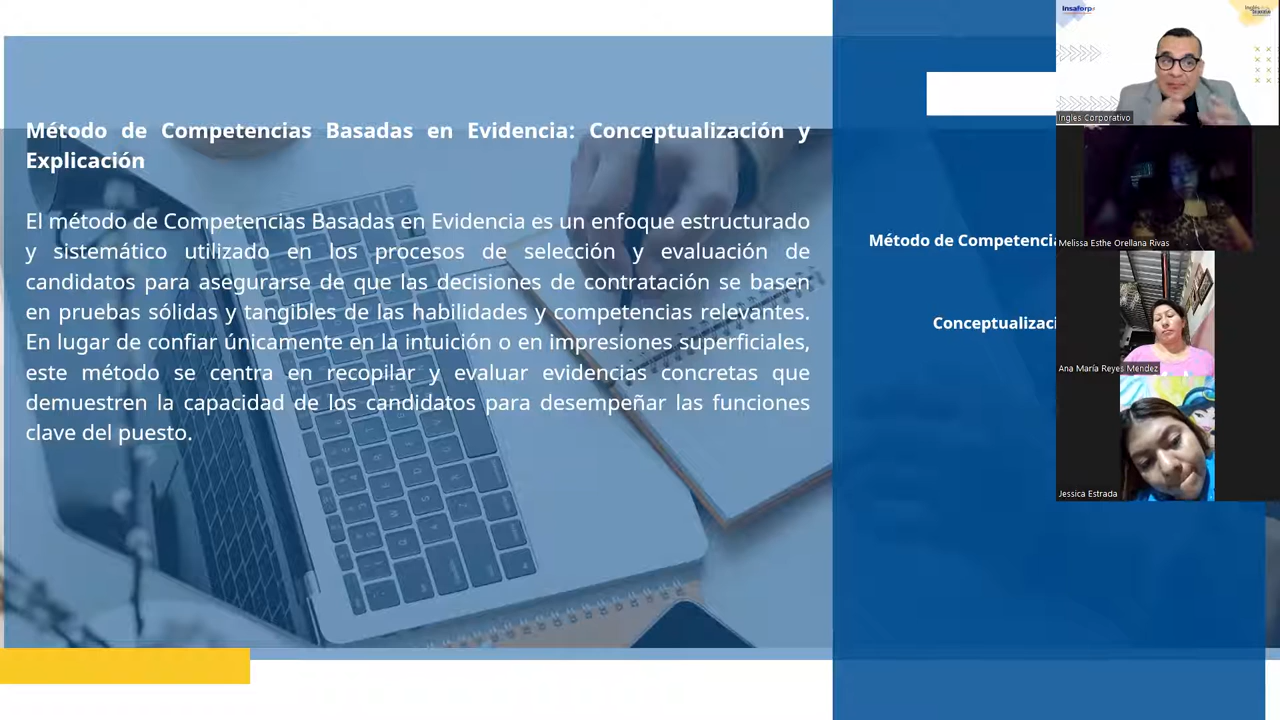 Método de Competencias Basadas en Evidencia: Conceptualización y
Explicación
El método de Competencias Basadas en Evidencia es un enfoque estructurado
y sistemático utilizado en los procesos de selección y evaluación de
candidatos para asegurarse de que las decisiones de contratación se basen
en pruebas sólidas y tangibles de las habilidades y competencias relevantes.
En lugar de confiar únicamente en la intuición o en impresiones superficiales,
este método se centra en recopilar y evaluar evidencias concretas que
demuestren la capacidad de los candidatos para desempeñar las funciones
clave del puesto.
Método de Competencia
Conceptualizaci
insaforp
Ingles Corporativo
Melissa Esthe Orellana Rivas
Ana María Reyes Mendez
Jessica Estrada